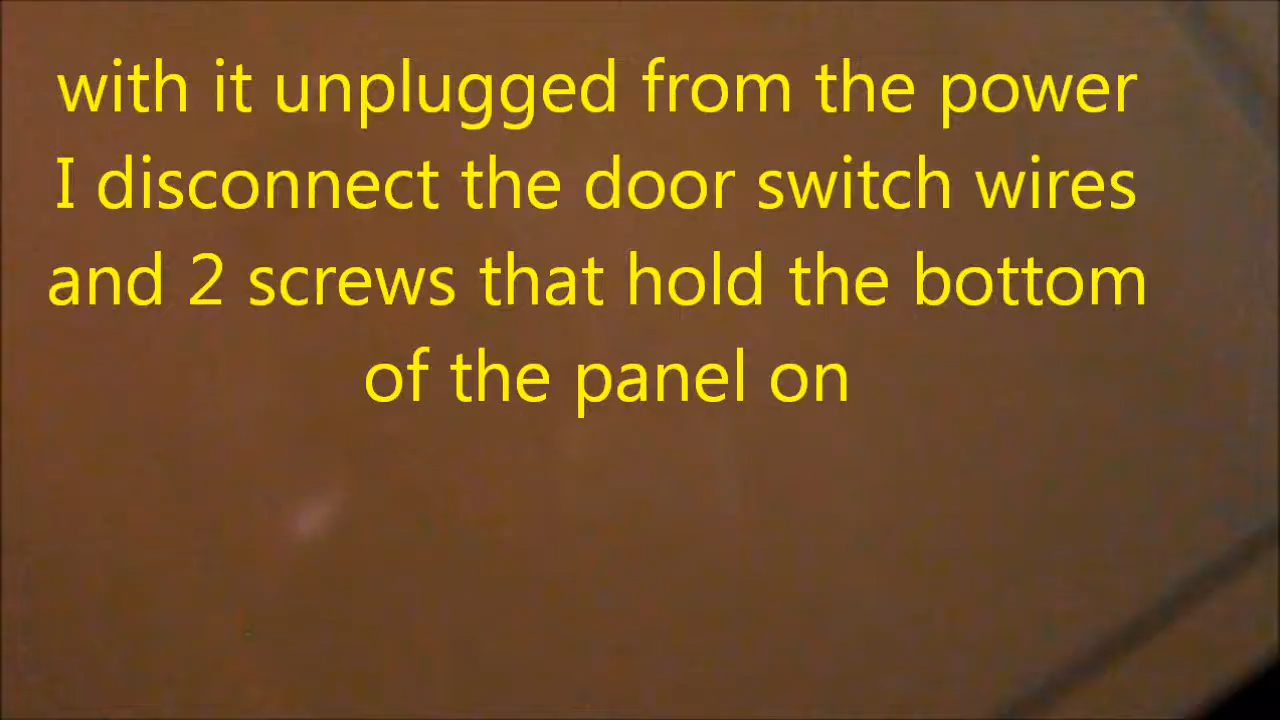 with it unplugged from the power
I disconnect the door switch wires
and 2 screws that hold the bottom
of the panel on